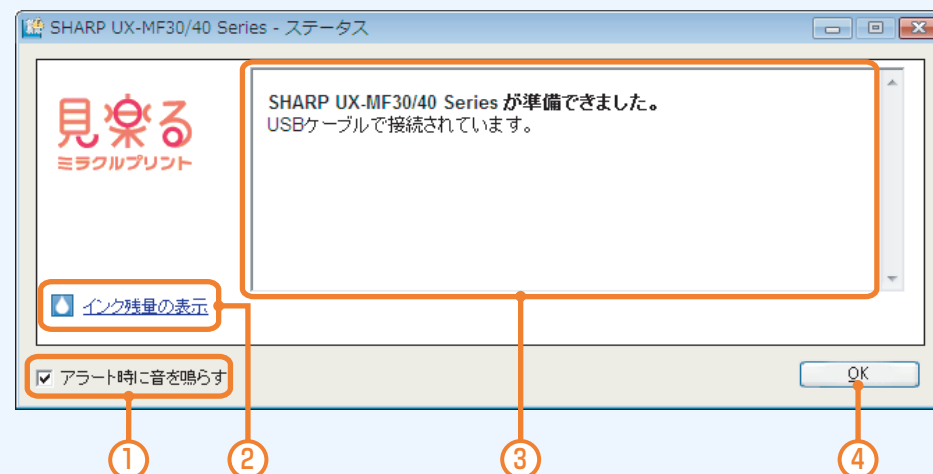 SHARP UX-MF30/40 Series - ステータス
見楽る
ミラクルプリント
SHARP UX-MF30/40 Series が準備できました。
USBケーブルで接続されています。
インク残量の表示
アラート時に音を鳴らす
OK
① ② ③ ④